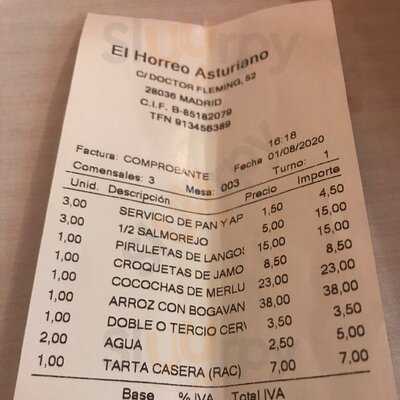 El Horreo Asturiano
C/DOCTOR FLEMING, 52
28036 MADRID
C.I.F. B-85182079
TFN 913456389
16:18
Factura: COMPROBANTE Fecha 01/08/2020
Comensales: 3 Mesa: 003 Turno: 1
Unid. Descripción Precio Importe
3,00 SERVICIO DE PAN Y AP 1,50 4,50
3,00 1/2 SALMOREJO 5,00 15,00
1,00 PIRULETAS DE LANGOS 15,00 15,00
1,00 CROQUETAS DE JAMO 8,50 8,50
1,00 COCOCHAS DE MERLU 23,00 23,00
1,00 ARROZ CON BOGAVAN 38,00 38,00
1,00 DOBLE O TERCIO CERV 3,50 3,50
2,00 AGUA 2,50 5,00
1,00 TARTA CASERA (RAC) 7,00 7,00
Base % IVA Total IVA